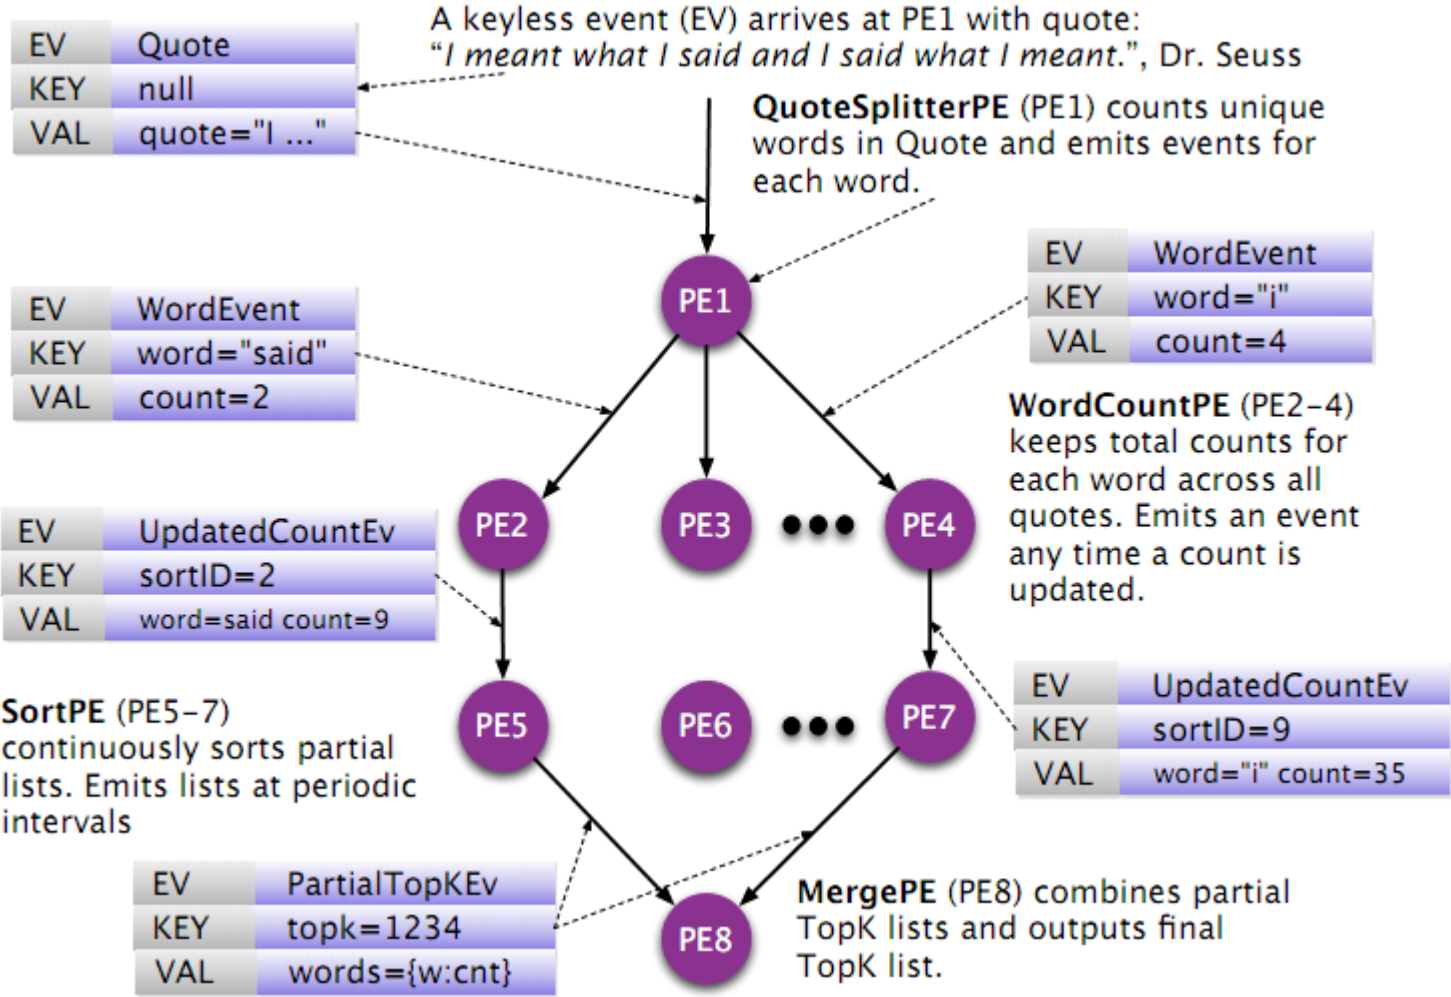 A keyless event (EV) arrives at PE1 with quote:
“I meant what I said and I said what I meant.”, Dr. Seuss
EV Quote
KEY null
VAL quote="I ..."
QuoteSplitterPE (PE1) counts unique
words in Quote and emits events for
each word.
PE1
EV WordEvent
KEY word="said"
VAL count=2
EV WordEvent
KEY word="i"
VAL count=4
WordCountPE (PE2-4)
keeps total counts for
each word across all
quotes. Emits an event
any time a count is
updated.
PE2
PE3
PE4
EV UpdatedCountEv
KEY sortID=2
VAL word=said count=9
EV UpdatedCountEv
KEY sortID=9
VAL word="i" count=35
SortPE (PE5-7)
continuously sorts partial
lists. Emits lists at periodic
intervals
PE5
PE6
PE7
EV PartialTopKEv
KEY topk=1234
VAL words={w:cnt}
PE8
MergePE (PE8) combines partial
TopK lists and outputs final
TopK list.